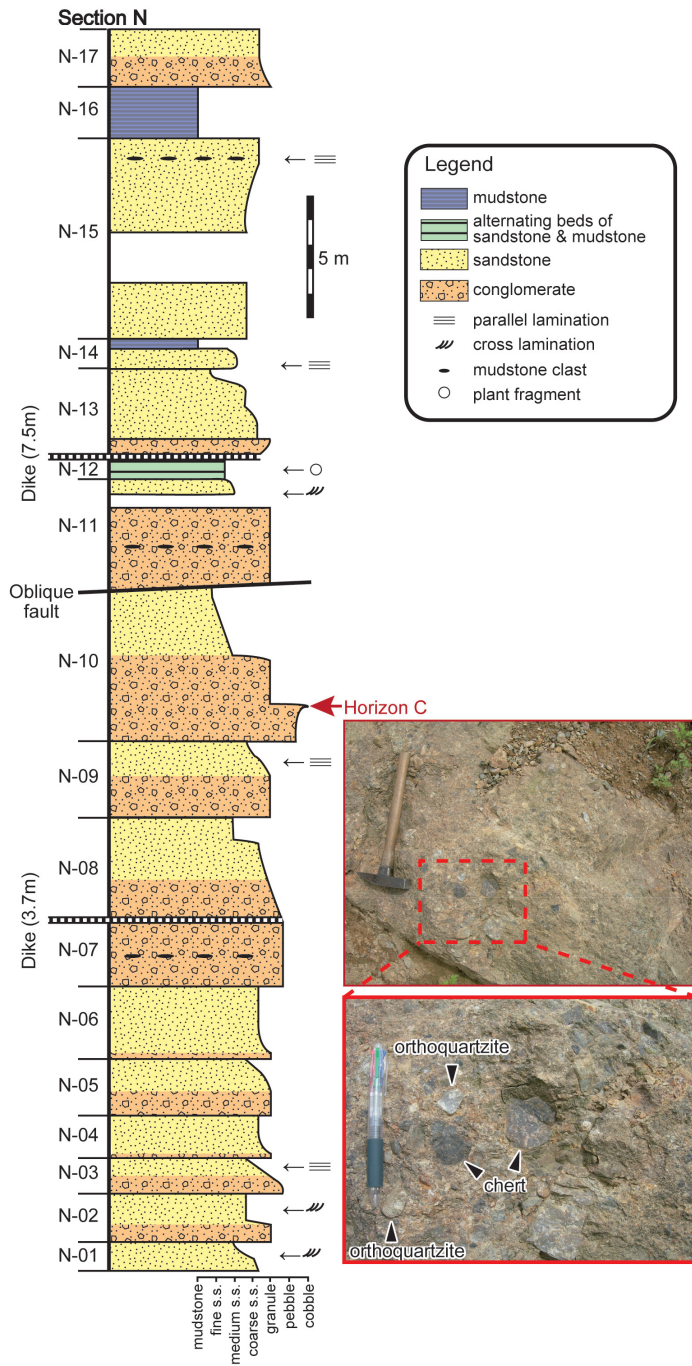 Section N
N-17
N-16
N-15
N-14
N-13
Dike (7.5m)
N-12
N-11
Oblique
fault
N-10
N-09
N-08
Dike (3.7m)
N-07
N-06
N-05
N-04
N-03
N-02
N-01
mudstone
fine s.s.
medium s.s.
coarse s.s.
granule
pebble
cobble
5 m
Legend
mudstone
alternating beds of
sandstone & mudstone
sandstone
conglomerate
parallel lamination
cross lamination
mudstone clast
plant fragment
Horizon C
orthoquartzite
chert
orthoquartzite